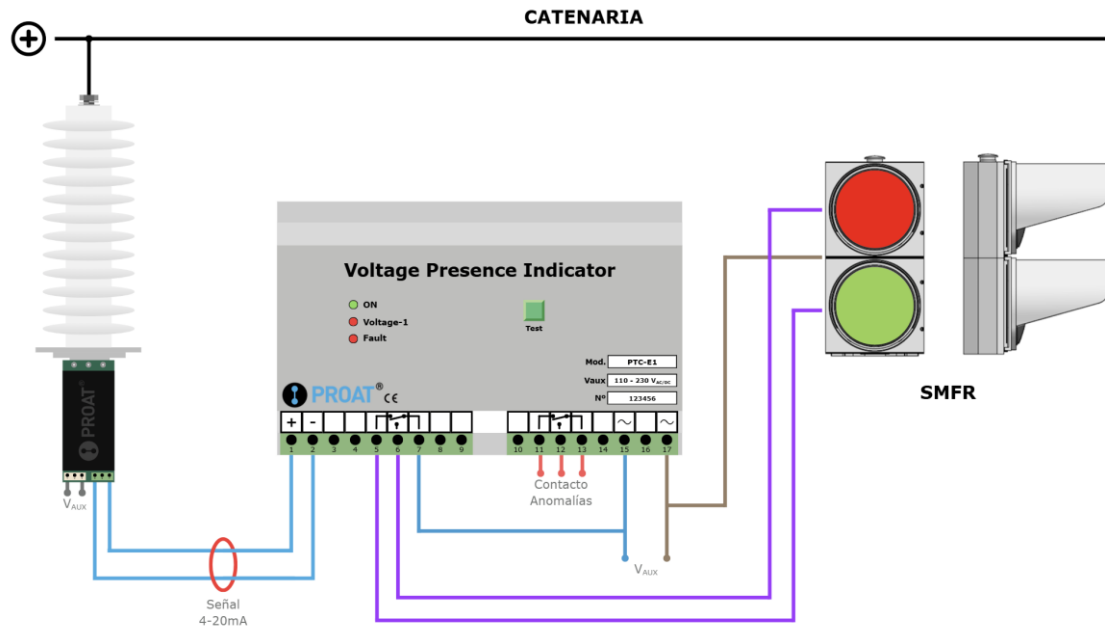 CATENARIA
Voltage Presence Indicator
ON
Voltage-1
Fault
Test
Mod. PTC-E1
Vaux 110 - 230 VAC/DC
Nº 123456
PROAT® CE
+ - ~ ~
1 2 3 4 5 6 7 8 9 10 11 12 13 14 15 16 17
PROAT
VAUX
Contacto
Anomalías
VAUX
Señal
4-20mA
SMFR